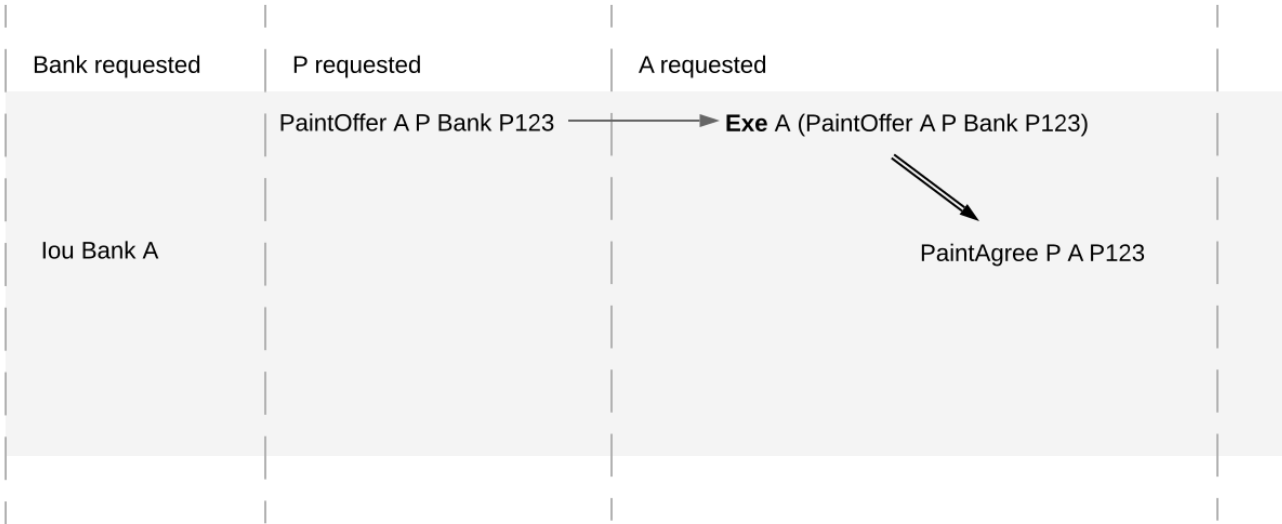 Bank requested
P requested
A requested
PaintOffer A P Bank P123
Exe A (PaintOffer A P Bank P123)
Iou Bank A
PaintAgree P A P123